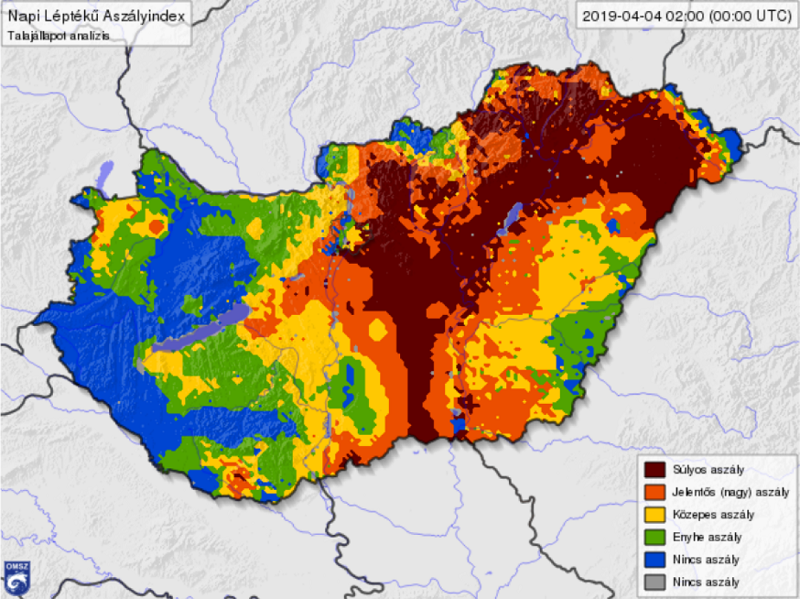 Napi Léptékű Aszályindex
Talajállapot analízis
2019-04-04 02:00 (00:00 UTC)
Súlyos aszály
Jelentős (nagy) aszály
Közepes aszály
Enyhe aszály
Nincs aszály
Nincs aszály
OMSZ